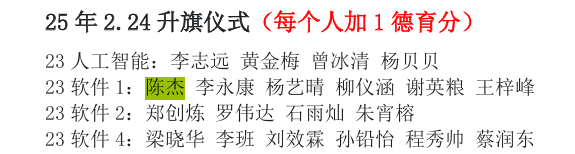 25 年 2.24 升旗仪式（每个人加 1 德育分）
23 人工智能：李志远 黄金梅 曾冰清 杨贝贝
23 软件 1：陈杰 李永康 杨艺晴 柳仪涵 谢英粮 王梓峰
23 软件 2：郑创炼 罗伟达 石雨灿 朱宵榕
23 软件 4：梁晓华 李班 刘效霖 孙铅怡 程秀帅 蔡润东